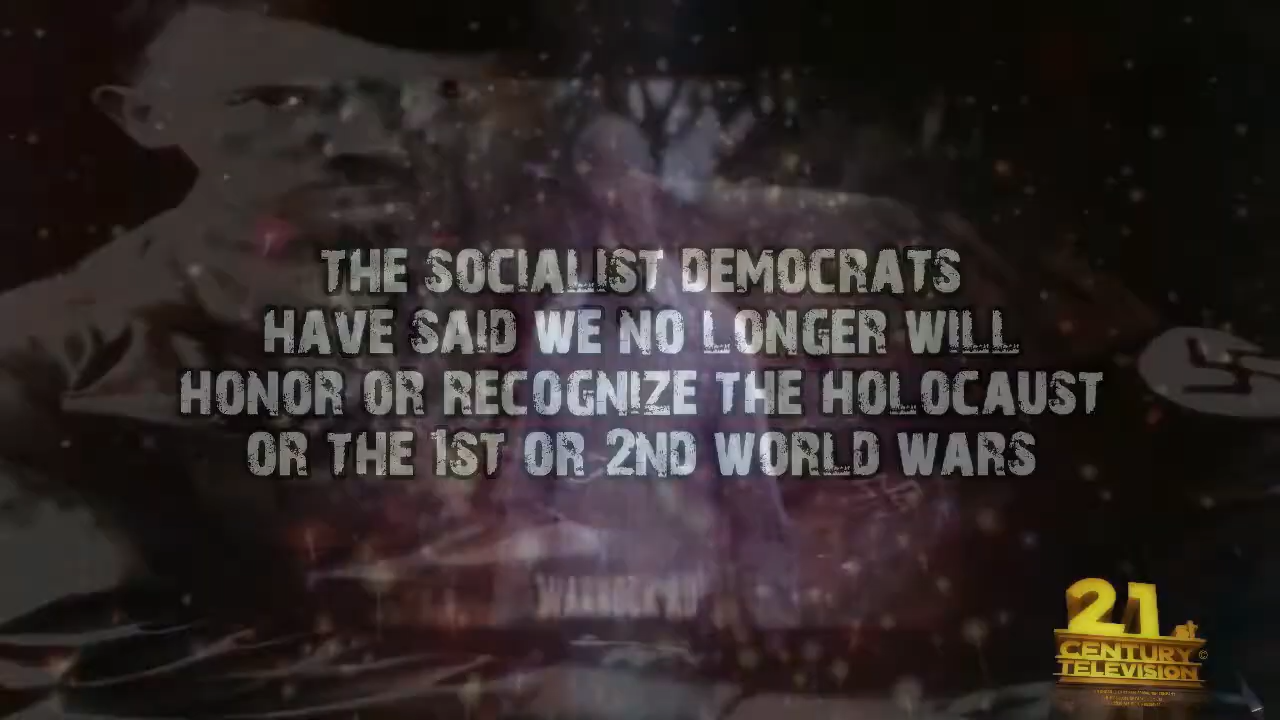 THE SOCIALIST DEMOCRATS
HAVE SAID WE NO LONGER WILL
HONOR OR RECOGNIZE THE HOLOCAUST
OR THE 1ST OR 2ND WORLD WARS
21
CENTURY ©
TELEVISION